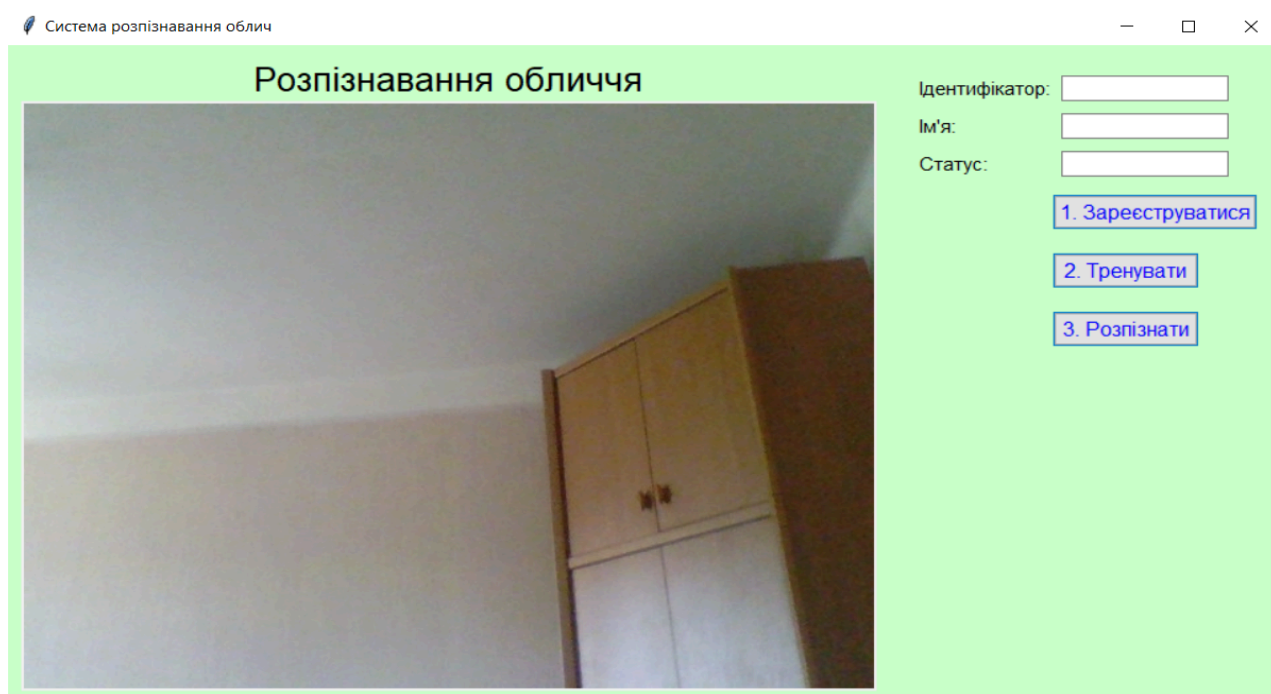 Система розпізнавання облич
Розпізнавання обличчя
Ідентифікатор:
Ім'я:
Статус:
1. Зареєструватися
2. Тренувати
3. Розпізнати